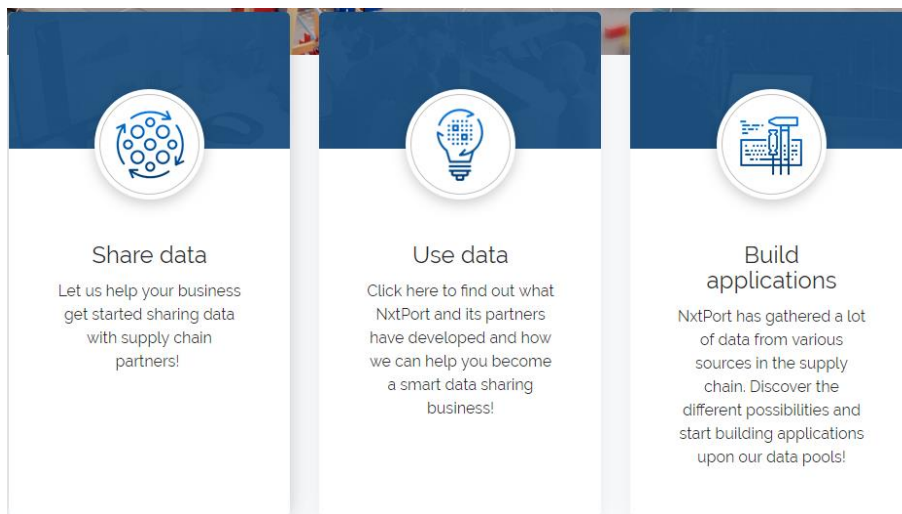 Share data
Let us help your business
get started sharing data
with supply chain
partners!
Use data
Click here to find out what
NxtPort and its partners
have developed and how
we can help you become
a smart data sharing
business!
Build
applications
NxtPort has gathered a lot
of data from various
sources in the supply
chain. Discover the
different possibilities and
start building applications
upon our data pools!